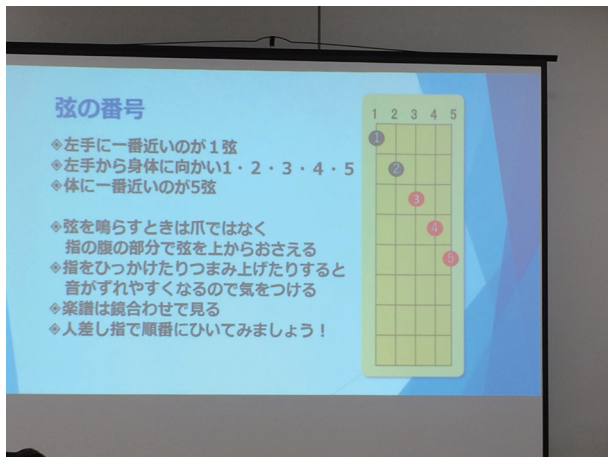 弦の番号
◈左手に一番近いのが１弦
◈左手から身体に向かい1・２・３・４・５
◈体に一番近いのが5弦
◈弦を鳴らすときは爪ではなく
指の腹の部分で弦を上からおさえる
◈指をひっかけたりつまみ上げたりすると
音がずれやすくなるので気をつける
◈楽譜は鏡合わせで見る
◈人差し指で順番にひいてみましょう！
1 2 3 4 5
1
2
3
4
5